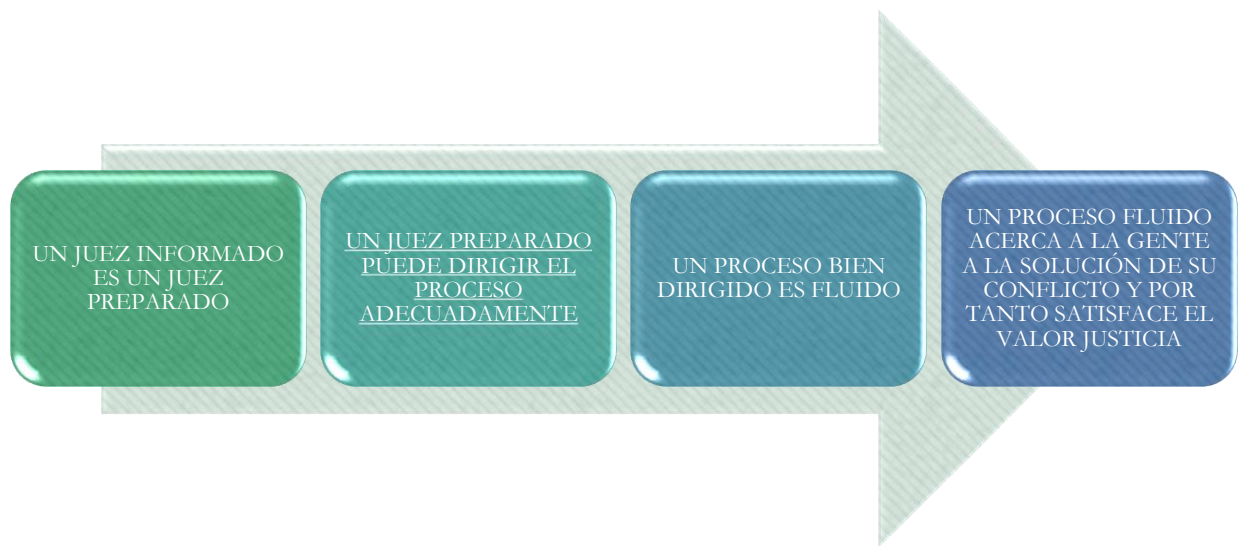 UN JUEZ INFORMADO
ES UN JUEZ
PREPARADO
UN JUEZ PREPARADO
PUEDE DIRIGIR EL
PROCESO
ADECUADAMENTE
UN PROCESO BIEN
DIRIGIDO ES FLUIDO
UN PROCESO FLUIDO
ACERCA A LA GENTE
A LA SOLUCIÓN DE SU
CONFLICTO Y POR
TANTO SATISFACE EL
VALOR JUSTICIA